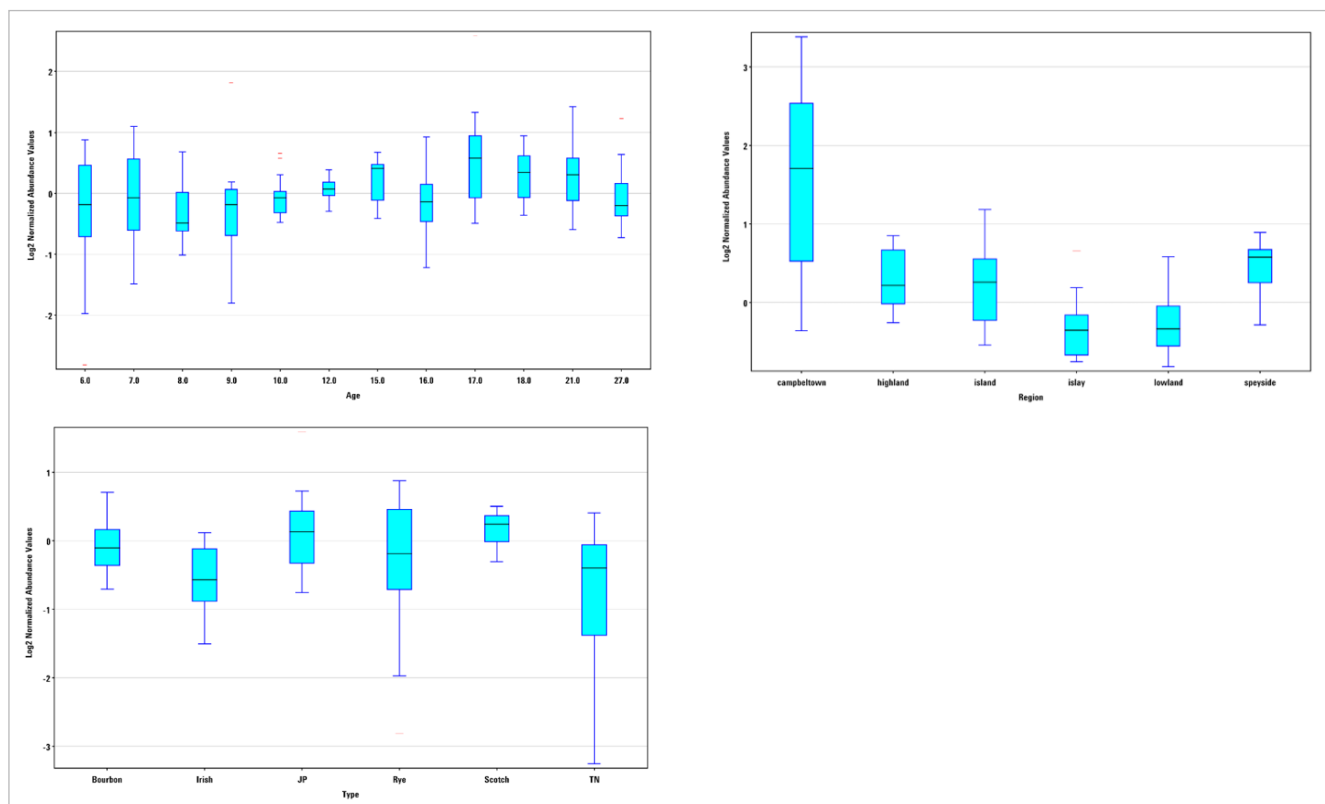 2
1
0
-1
-2
Log2 Normalized Abundance Values
6.0 7.0 8.0 9.0 10.0 12.0 15.0 16.0 17.0 18.0 21.0 27.0
Age
3
2
1
0
Log2 Normalized Abundance Values
campbeltown highland island islay lowland speyside
Region
1
0
-1
-2
-3
Log2 Normalized Abundance Values
Bourbon Irish JP Rye Scotch TN
Type